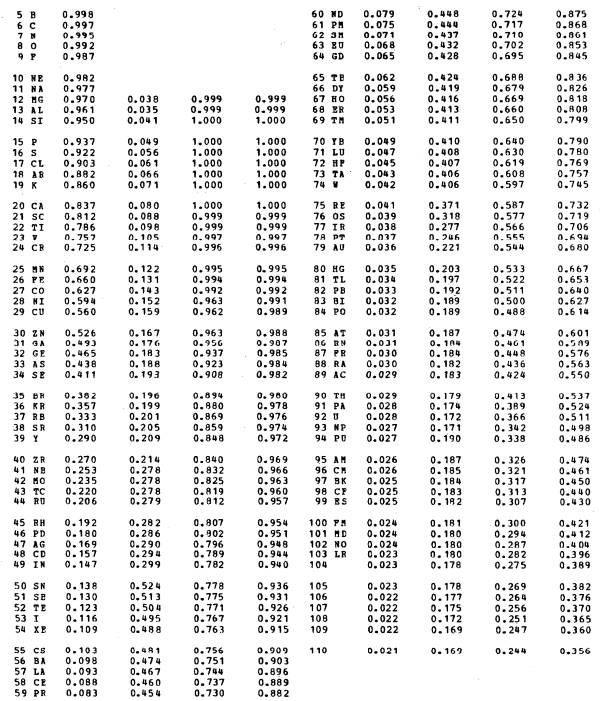 5 B 0.998 60 ND 0.079 0.448 0.724 0.875
6 C 0.997 61 PM 0.075 0.444 0.717 0.868
7 N 0.995 62 SM 0.071 0.437 0.710 0.861
8 O 0.992 63 EU 0.068 0.432 0.702 0.853
9 F 0.987 64 GD 0.065 0.428 0.695 0.845
10 NE 0.982 65 TB 0.062 0.424 0.688 0.836
11 NA 0.977 66 DY 0.059 0.419 0.679 0.826
12 MG 0.970 0.038 0.999 0.999 67 HO 0.056 0.416 0.669 0.818
13 AL 0.961 0.035 0.999 0.999 68 ER 0.053 0.413 0.660 0.808
14 SI 0.950 0.041 1.000 1.000 69 TM 0.051 0.411 0.650 0.799
15 P 0.937 0.049 1.000 1.000 70 YB 0.049 0.410 0.640 0.790
16 S 0.922 0.056 1.000 1.000 71 LU 0.047 0.408 0.630 0.780
17 CL 0.903 0.061 1.000 1.000 72 HF 0.045 0.407 0.619 0.769
18 AR 0.882 0.066 1.000 1.000 73 TA 0.043 0.406 0.608 0.757
19 K 0.860 0.071 1.000 1.000 74 W 0.042 0.406 0.597 0.745
20 CA 0.837 0.080 1.000 1.000 75 RE 0.041 0.371 0.587 0.732
21 SC 0.812 0.088 0.999 0.999 76 OS 0.039 0.318 0.577 0.719
22 TI 0.786 0.098 0.999 0.999 77 IR 0.038 0.277 0.566 0.706
23 V 0.757 0.105 0.997 0.997 78 PT 0.037 0.246 0.555 0.694
24 CR 0.725 0.114 0.996 0.996 79 AU 0.036 0.221 0.544 0.680
25 MN 0.692 0.122 0.995 0.995 80 HG 0.035 0.203 0.533 0.667
26 FE 0.660 0.131 0.994 0.994 81 TL 0.034 0.197 0.522 0.653
27 CO 0.627 0.143 0.992 0.992 82 PB 0.033 0.192 0.511 0.640
28 NI 0.594 0.152 0.963 0.991 83 BI 0.032 0.189 0.500 0.627
29 CU 0.560 0.159 0.962 0.989 84 PO 0.032 0.189 0.488 0.614
30 ZN 0.526 0.167 0.963 0.988 85 AT 0.031 0.187 0.474 0.601
31 GA 0.493 0.176 0.956 0.987 86 RN 0.031 0.184 0.461 0.589
32 GE 0.465 0.183 0.937 0.985 87 FR 0.030 0.184 0.448 0.576
33 AS 0.438 0.188 0.923 0.984 88 RA 0.030 0.182 0.436 0.563
34 SE 0.411 0.193 0.908 0.982 89 AC 0.029 0.183 0.424 0.550
35 BR 0.382 0.196 0.894 0.980 90 TH 0.029 0.179 0.413 0.537
36 KR 0.357 0.199 0.880 0.978 91 PA 0.028 0.174 0.389 0.524
37 RB 0.333 0.201 0.869 0.976 92 U 0.028 0.172 0.366 0.511
38 SR 0.310 0.205 0.859 0.974 93 NP 0.027 0.171 0.342 0.498
39 Y 0.290 0.209 0.848 0.972 94 PU 0.027 0.190 0.338 0.486
40 ZR 0.270 0.214 0.840 0.969 95 AM 0.026 0.187 0.326 0.474
41 NB 0.253 0.278 0.832 0.966 96 CM 0.026 0.185 0.321 0.461
42 MO 0.235 0.278 0.825 0.963 97 BK 0.025 0.184 0.317 0.450
43 TC 0.220 0.278 0.819 0.960 98 CF 0.025 0.183 0.313 0.440
44 RU 0.206 0.279 0.812 0.957 99 ES 0.025 0.182 0.307 0.430
45 RH 0.192 0.282 0.807 0.954 100 FM 0.024 0.181 0.300 0.421
46 PD 0.180 0.286 0.802 0.951 101 MD 0.024 0.180 0.294 0.412
47 AG 0.169 0.290 0.796 0.948 102 NO 0.024 0.180 0.287 0.404
48 CD 0.157 0.294 0.789 0.944 103 LR 0.023 0.180 0.282 0.396
49 IN 0.147 0.299 0.782 0.940 104 0.023 0.178 0.275 0.389
50 SN 0.138 0.524 0.778 0.936 105 0.023 0.178 0.269 0.382
51 SB 0.130 0.513 0.775 0.931 106 0.022 0.177 0.264 0.376
52 TE 0.123 0.504 0.771 0.926 107 0.022 0.175 0.256 0.370
53 I 0.116 0.495 0.767 0.921 108 0.022 0.172 0.251 0.365
54 XE 0.109 0.488 0.763 0.915 109 0.022 0.169 0.247 0.360
55 CS 0.103 0.481 0.756 0.909 110 0.021 0.169 0.244 0.356
56 BA 0.098 0.474 0.751 0.903
57 LA 0.093 0.467 0.744 0.896
58 CE 0.088 0.460 0.737 0.889
59 PR 0.083 0.454 0.730 0.882